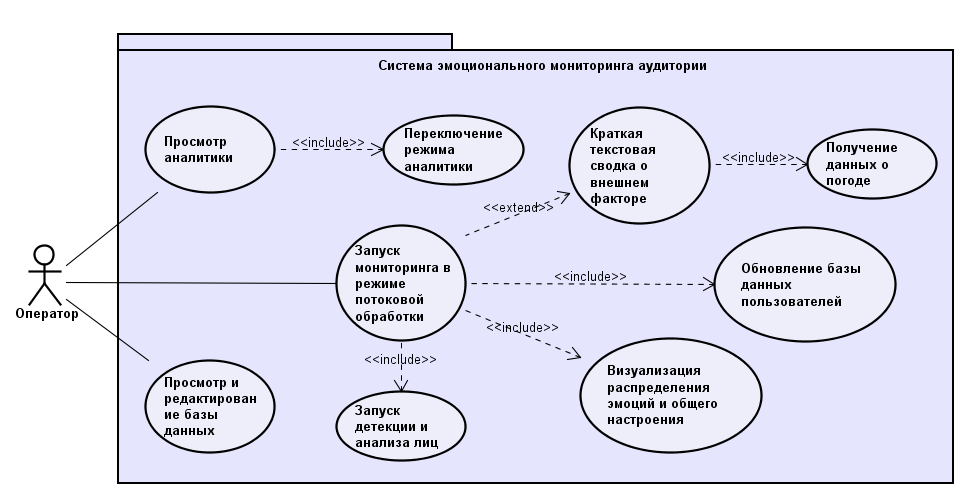 Система эмоционального мониторинга аудитории
Просмотр
аналитики
<<include>>
Переключение
режима
аналитики
Краткая
текстовая
сводка о
внешнем
факторе
<<include>>
Получение
данных о
погоде
<<extend>>
Оператор
Запуск
мониторинга в
режиме
потоковой
обработки
<<include>>
Обновление базы
данных
пользователей
<<include>>
<<include>>
Просмотр и
редактирован
ие базы
данных
Запуск
детекции и
анализа лиц
Визуализация
распределения
эмоций и общего
настроения